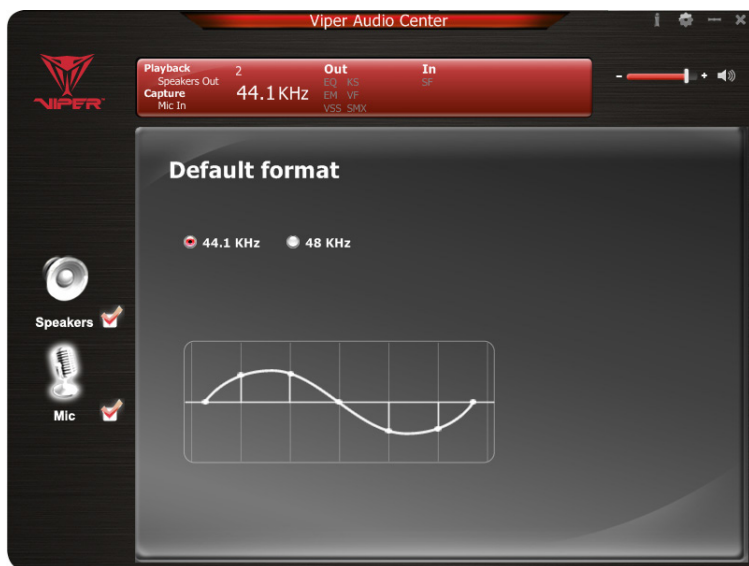 Viper Audio Center
VIPER
Playback
Speakers Out
Capture
Mic In
2
44.1 KHz
Out
EQ KS
EM VF
VSS SMX
In
SF
- +
Default format
44.1 KHz
48 KHz
Speakers
Mic